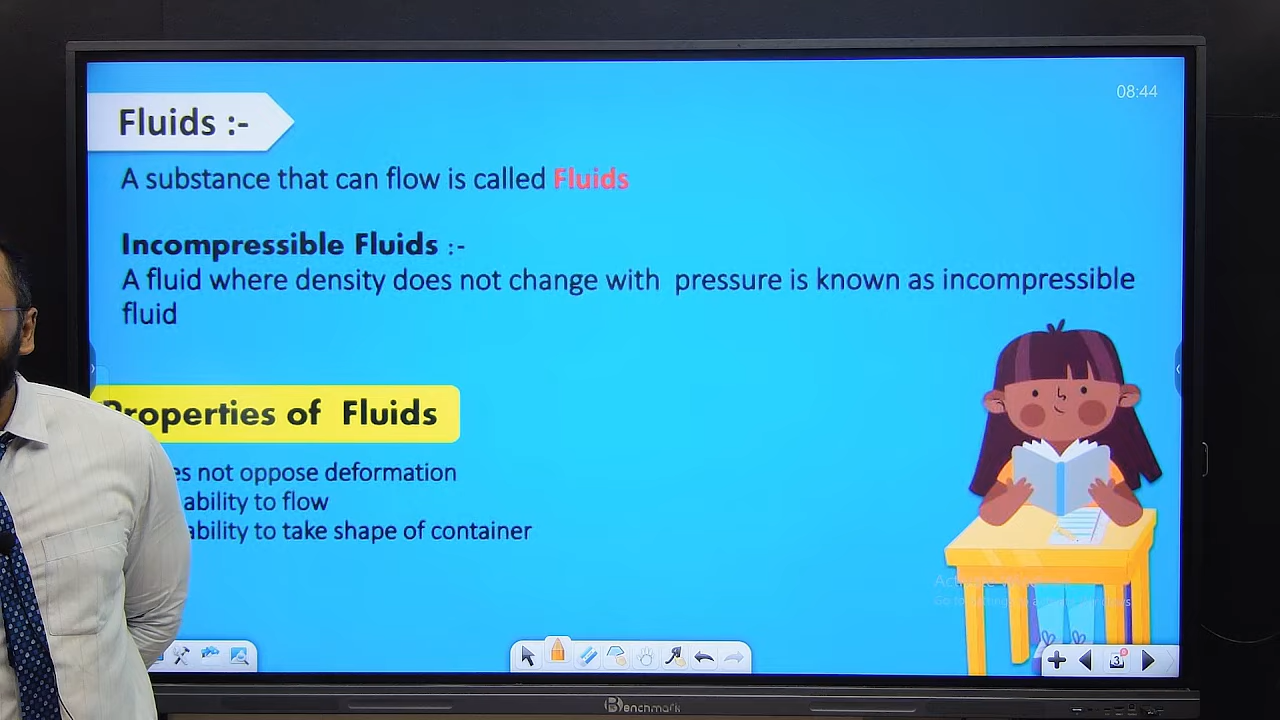 08:44
Fluids :-
A substance that can flow is called Fluids
Incompressible Fluids :-
A fluid where density does not change with pressure is known as incompressible
fluid
Properties of Fluids
not oppose deformation
ability to flow
ability to take shape of container
3
Benchmark